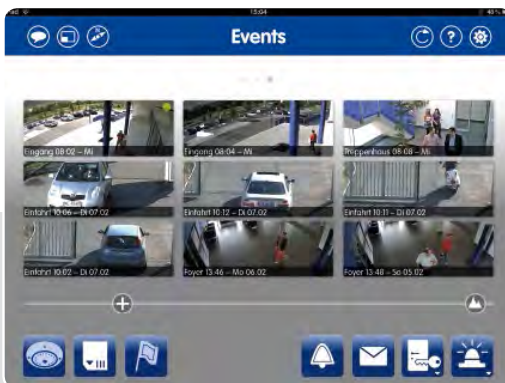 15:04
Events
Eingang 08:02 – Mi
Eingang 08:04 – Mi
Treppenhaus 08:08 – Mi
Einfahrt 10:06 – Di 07.02
Einfahrt 10:12 – Di 07.02
Einfahrt 10:11 – Di 07.02
Einfahrt 10:02 – Di 07.02
Foyer 13:46 – Mo 06.02
Foyer 13:48 – So 05.02